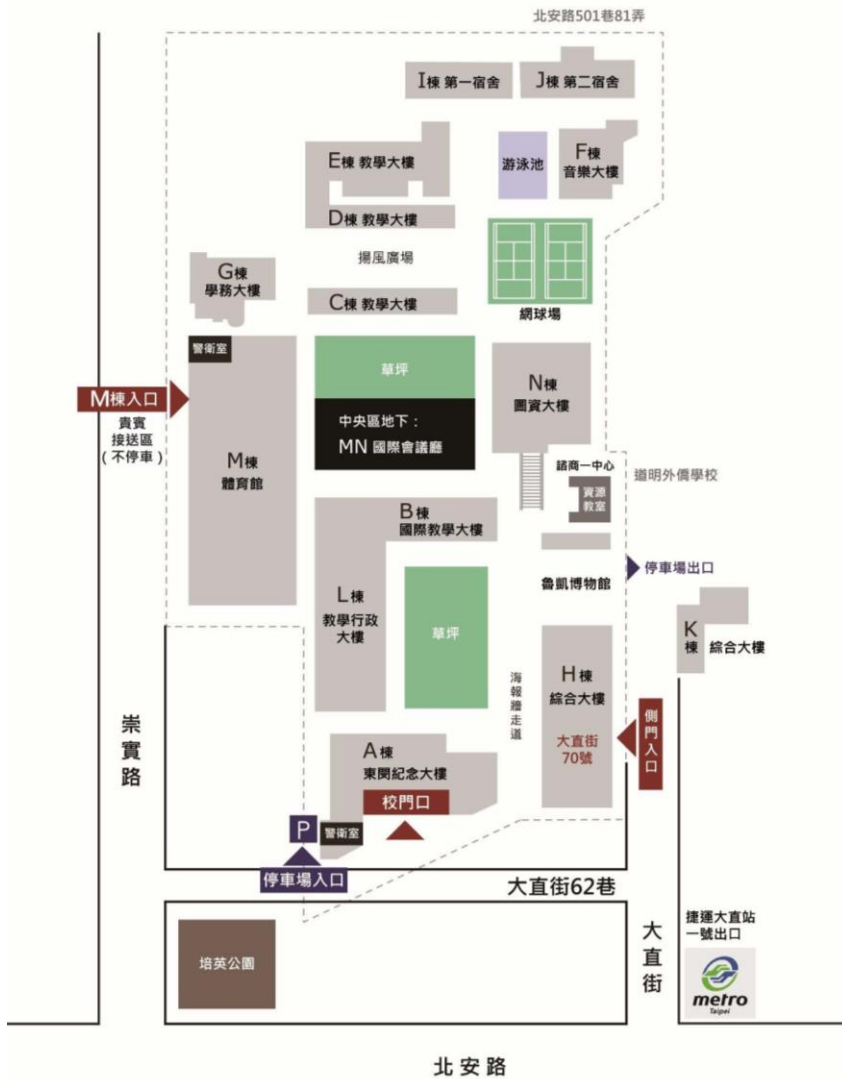 北安路501巷81弄
I棟 第一宿舍
J棟 第二宿舍
E棟 教學大樓
游泳池
F棟
音樂大樓
D棟 教學大樓
揚風廣場
G棟
學務大樓
C棟 教學大樓
網球場
警衛室
草坪
N棟
圖資大樓
M棟入口
貴賓
接送區
(不停車)
中央區地下：
MN 國際會議廳
M棟
體育館
諮商一中心
資源
教室
道明外僑學校
B棟
國際教學大樓
停車場出口
魯凱博物館
L棟
教學行政
大樓
草坪
K
棟 綜合大樓
H棟
綜合大樓
大直街
70號
海報牆走道
側門入口
崇實路
A棟
東閔紀念大樓
校門口
P
警衛室
停車場入口
大直街62巷
培英公園
大直街
捷運大直站
一號出口
metro
Taipei
北安路